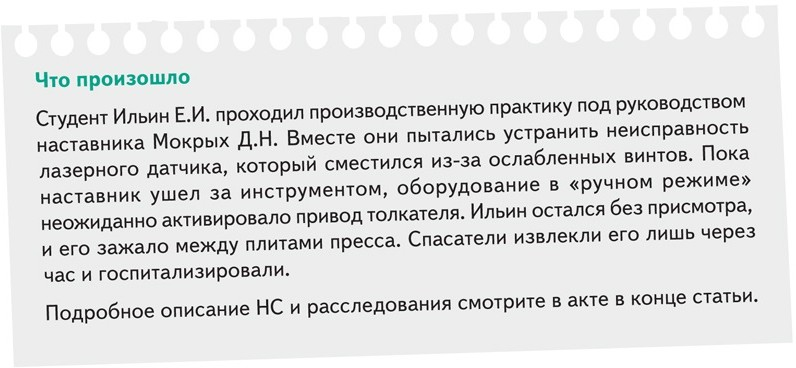 Что произошло
Студент Ильин Е.И. проходил производственную практику под руководством
наставника Мокрых Д.Н. Вместе они пытались устранить неисправность
лазерного датчика, который сместился из-за ослабленных винтов. Пока
наставник ушел за инструментом, оборудование в «ручном режиме»
неожиданно активировало привод толкателя. Ильин остался без присмотра,
и его зажало между плитами пресса. Спасатели извлекли его лишь через
час и госпитализировали.
Подробное описание НС и расследования смотрите в акте в конце статьи.